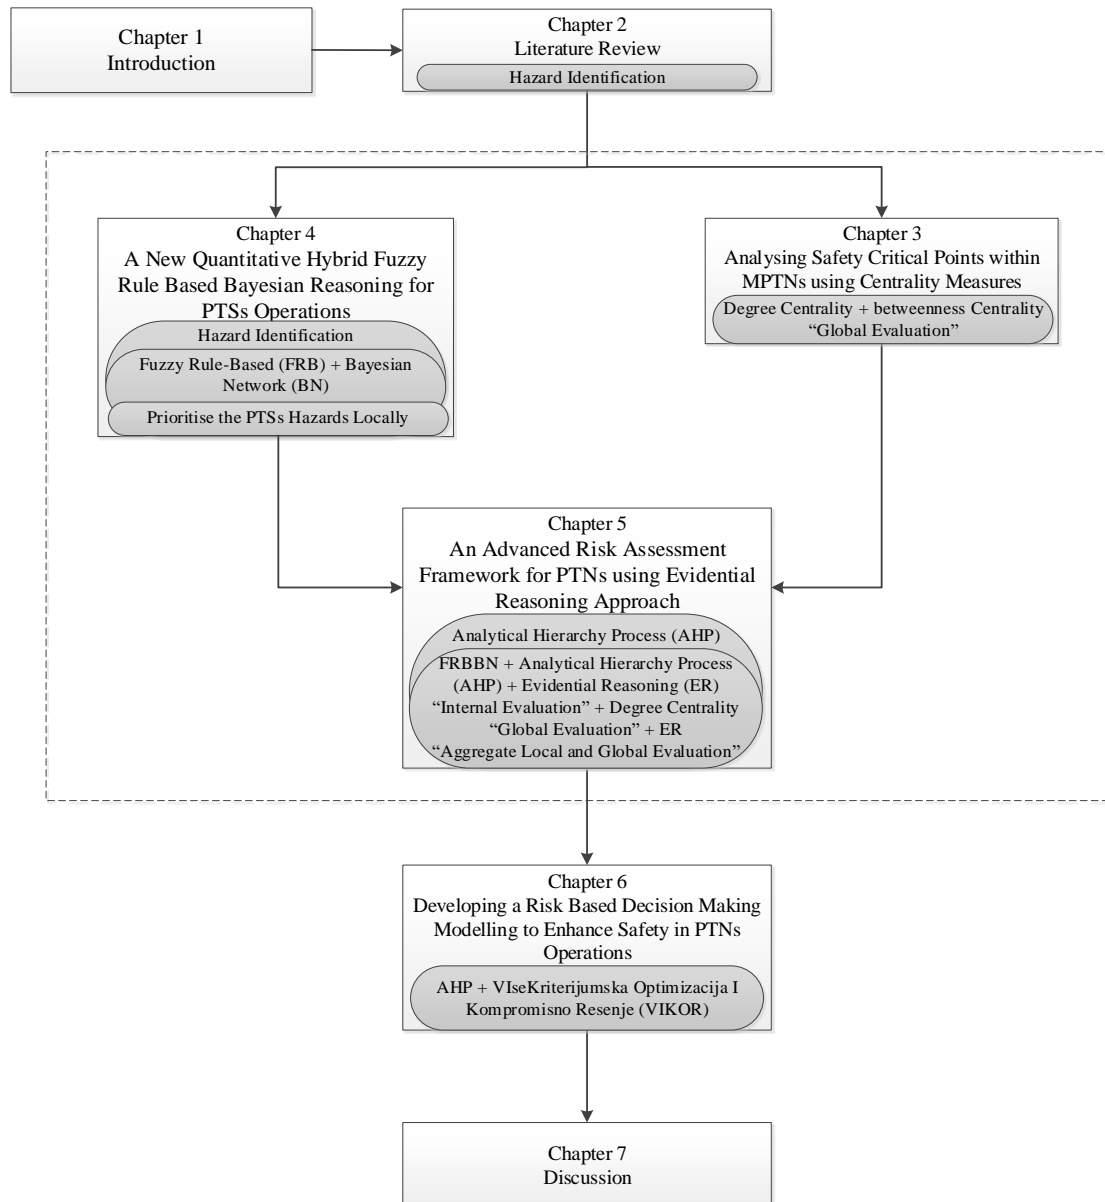 Chapter 1
Introduction
Chapter 2
Literature Review
Hazard Identification
Chapter 4
A New Quantitative Hybrid Fuzzy
Rule Based Bayesian Reasoning for
PTSs Operations
Hazard Identification
Fuzzy Rule-Based (FRB) + Bayesian
Network (BN)
Prioritise the PTSs Hazards Locally
Chapter 3
Analysing Safety Critical Points within
MPTNs using Centrality Measures
Degree Centrality + betweenness Centrality
“Global Evaluation”
Chapter 5
An Advanced Risk Assessment
Framework for PTNs using Evidential
Reasoning Approach
Analytical Hierarchy Process (AHP)
FRBBN + Analytical Hierarchy Process
(AHP) + Evidential Reasoning (ER)
“Internal Evaluation” + Degree Centrality
“Global Evaluation” + ER
“Aggregate Local and Global Evaluation”
Chapter 6
Developing a Risk Based Decision Making
Modelling to Enhance Safety in PTNs
Operations
AHP + VIseKriterijumska Optimizacija I
Kompromisno Resenje (VIKOR)
Chapter 7
Discussion